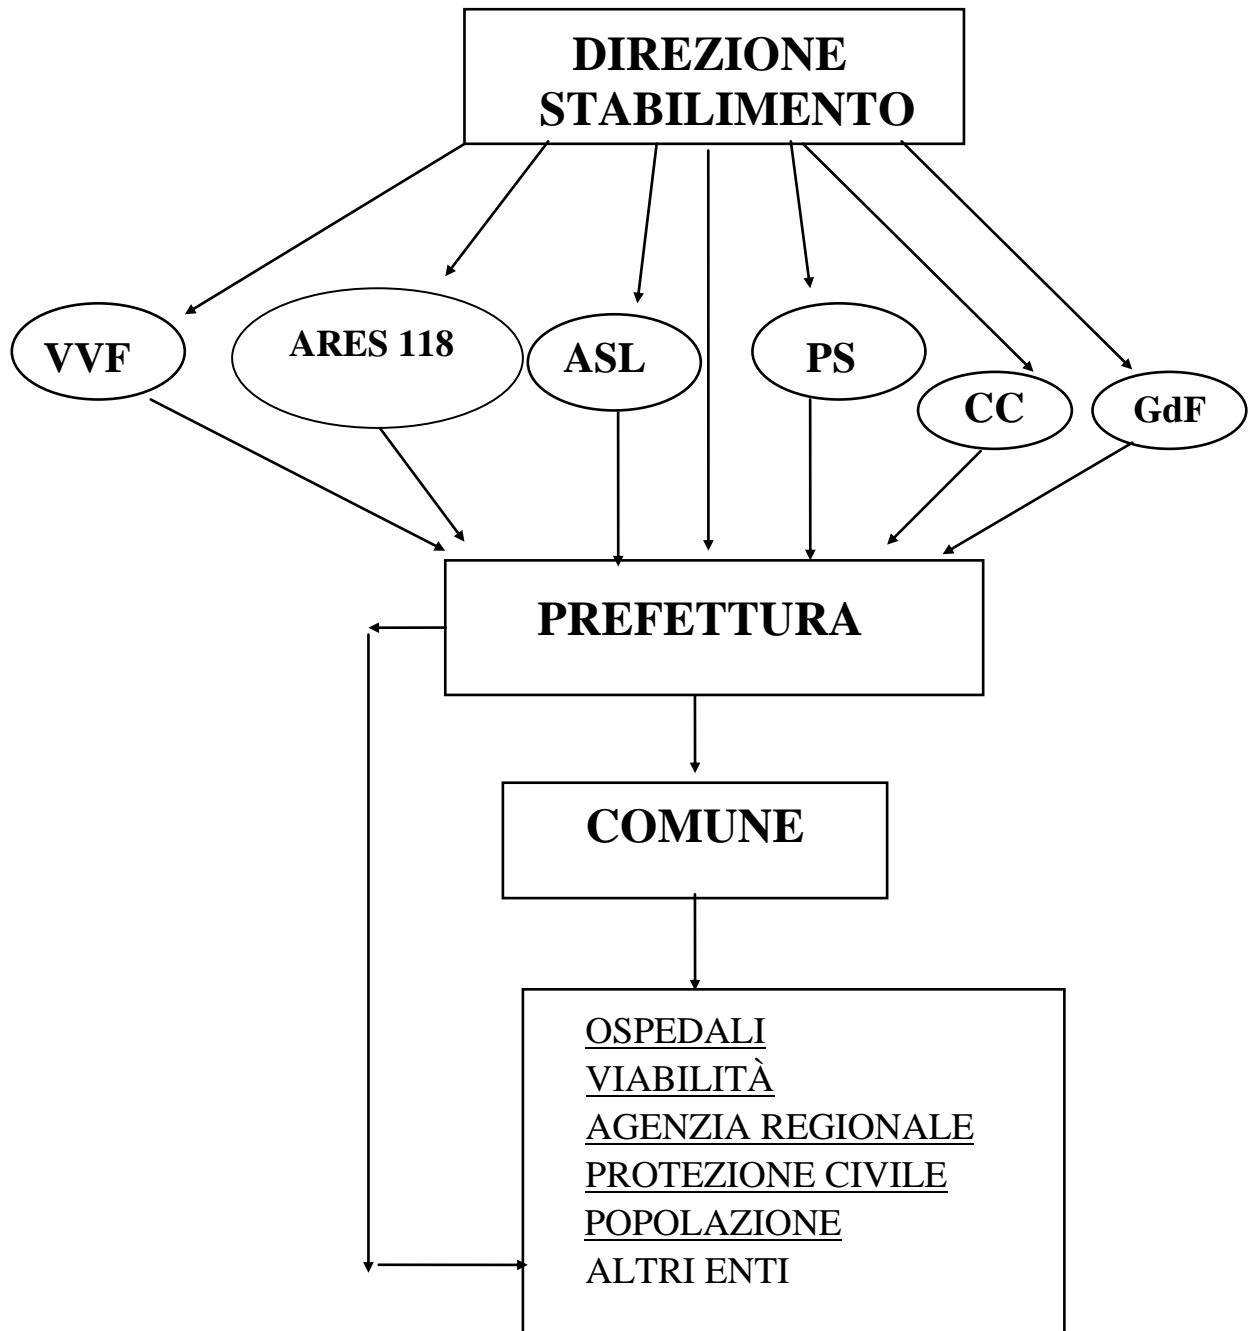 DIREZIONE
STABILIMENTO
VVF
ARES 118
ASL
PS
CC
GdF
PREFETTURA
COMUNE
OSPEDALI
VIABILITÀ
AGENZIA REGIONALE
PROTEZIONE CIVILE
POPOLAZIONE
ALTRI ENTI